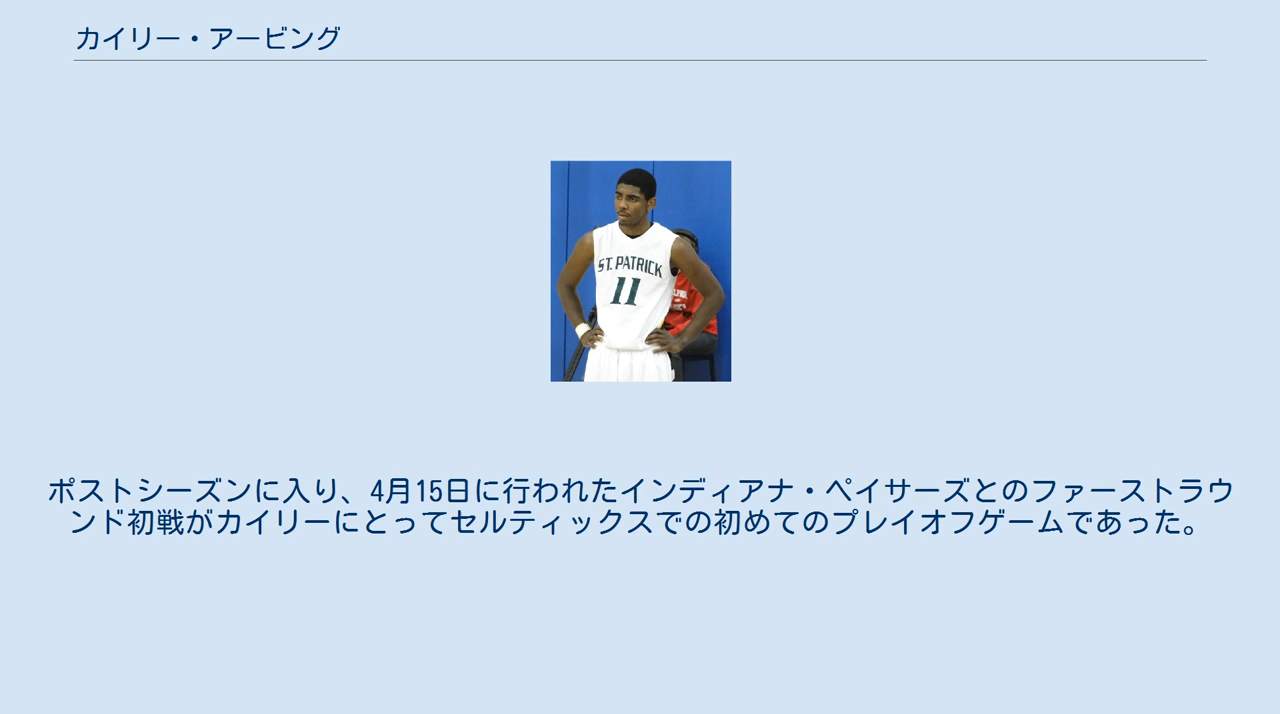 カイリー・アービング
ST. PATRICK
11
ポストシーズンに入り、4月15日に行われたインディアナ・ペイサーズとのファーストラウ
ンド初戦がカイリーにとってセルティックスでの初めてのプレイオフゲームであった。